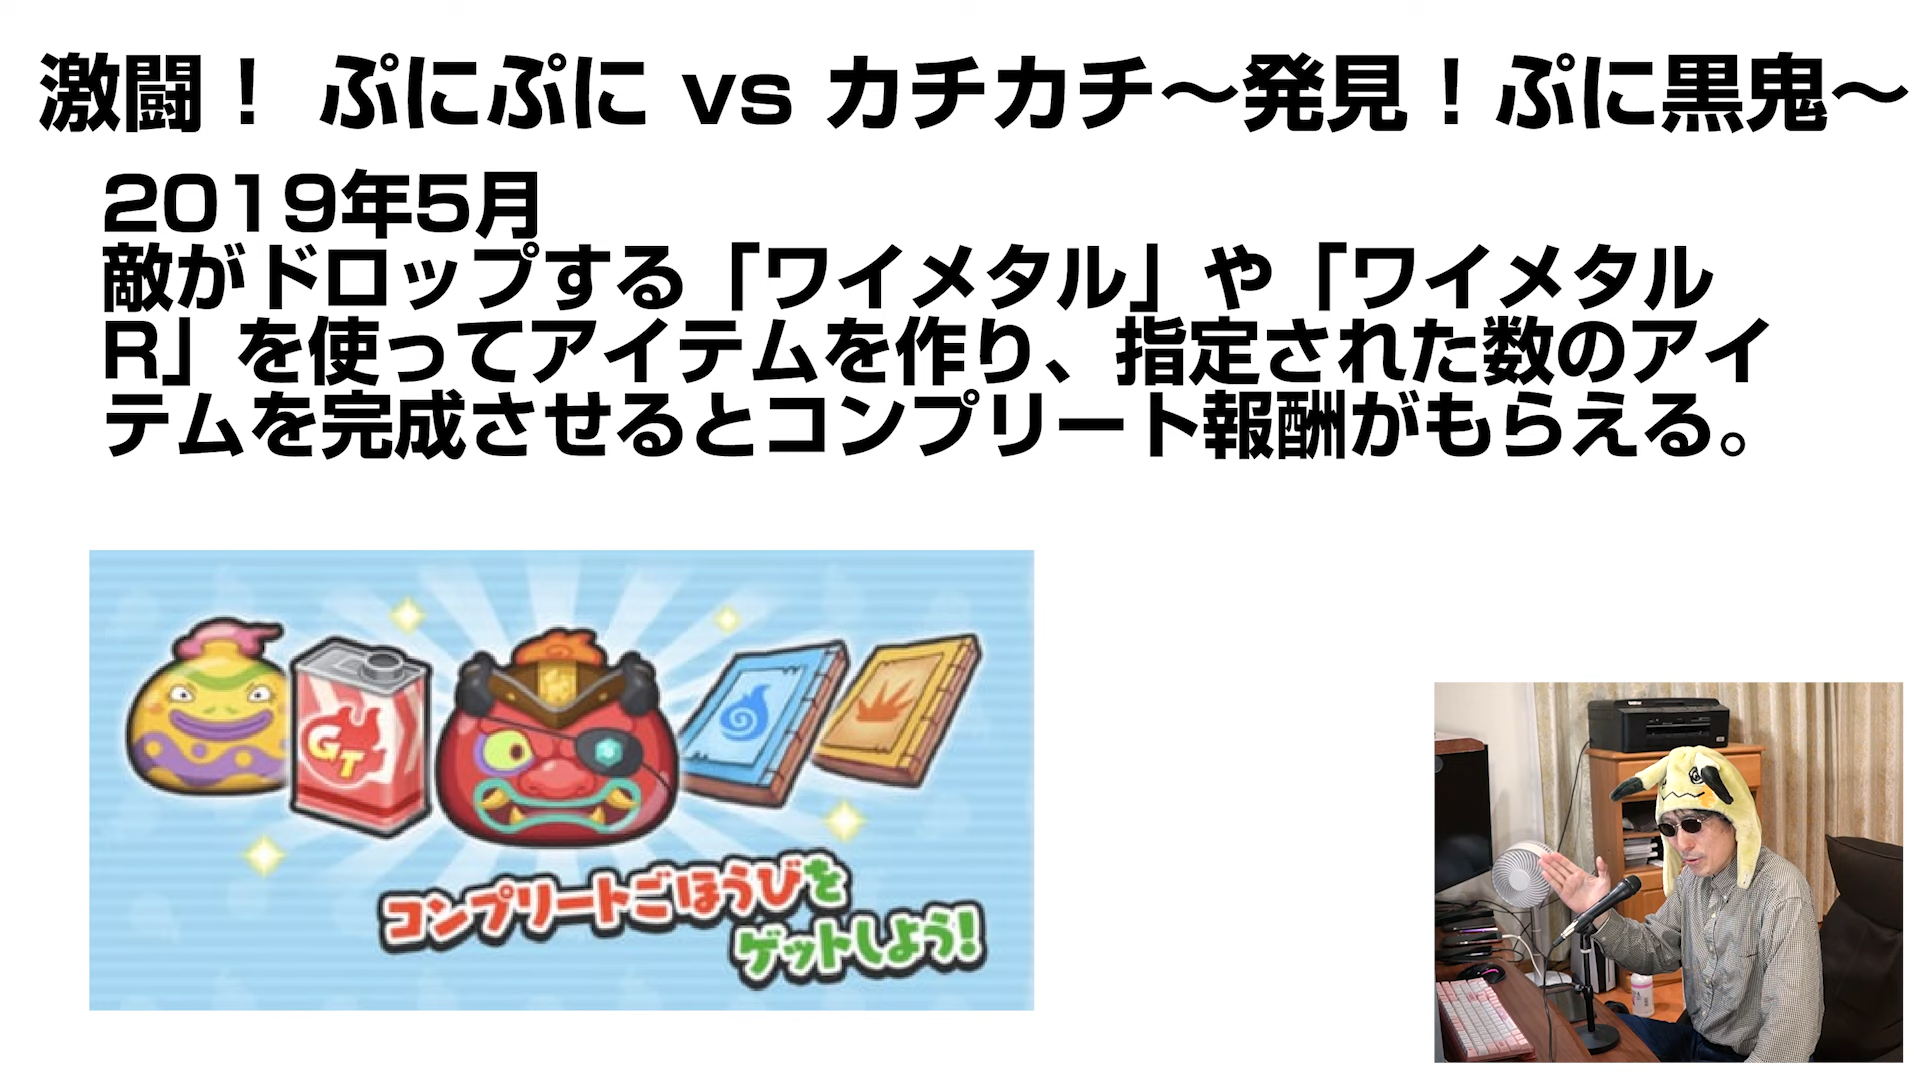 激闘！ ぷにぷに vs カチカチ～発見！ぷに黒鬼～
2019年5月
敵がドロップする「ワイメタル」や「ワイメタル
R」を使ってアイテムを作り、指定された数のアイ
テムを完成させるとコンプリート報酬がもらえる。
GT
コンプリートごほうびを
ゲットしよう!